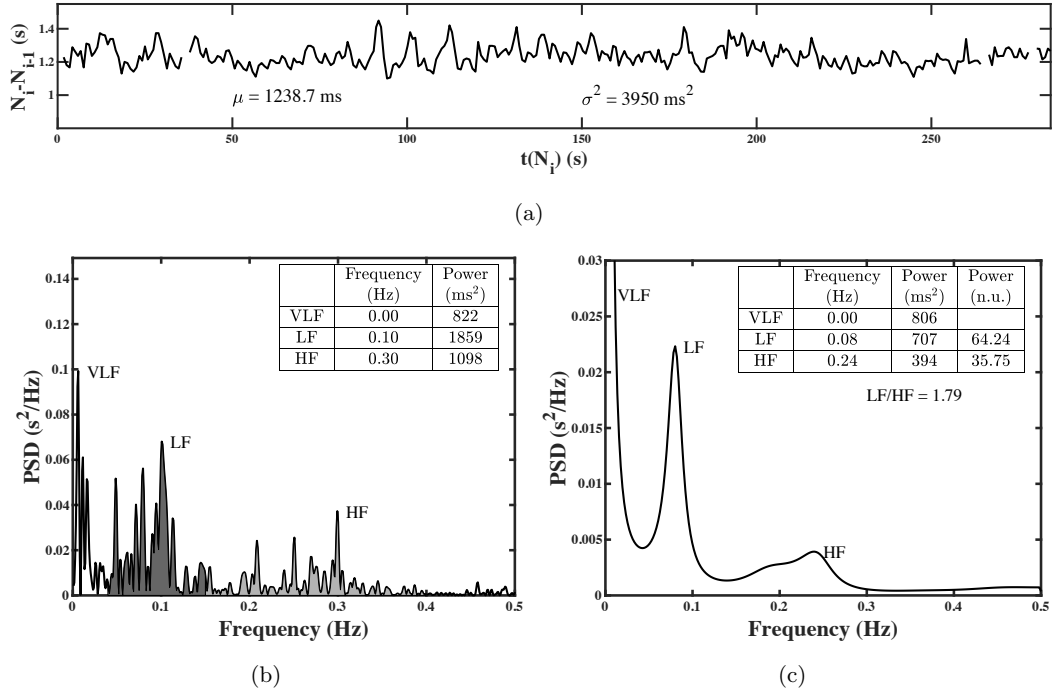 N_i-N_{i-1} (s)
1.4
1.2
1
μ = 1238.7 ms
σ² = 3950 ms²
0 50 100 150 200 250
t(N_i) (s)
(a)
PSD (s²/Hz)
0.14
0.12
0.1
0.08
0.06
0.04
0.02
0
Frequency Power
(Hz) (ms²)
VLF 0.00 822
LF 0.10 1859
HF 0.30 1098
VLF
LF
HF
0 0.1 0.2 0.3 0.4 0.5
Frequency (Hz)
(b)
PSD (s²/Hz)
0.03
0.025
0.02
0.015
0.01
0.005
0
Frequency Power Power
(Hz) (ms²) (n.u.)
VLF 0.00 806
LF 0.08 707 64.24
HF 0.24 394 35.75
LF/HF = 1.79
VLF
LF
HF
0 0.1 0.2 0.3 0.4 0.5
Frequency (Hz)
(c)